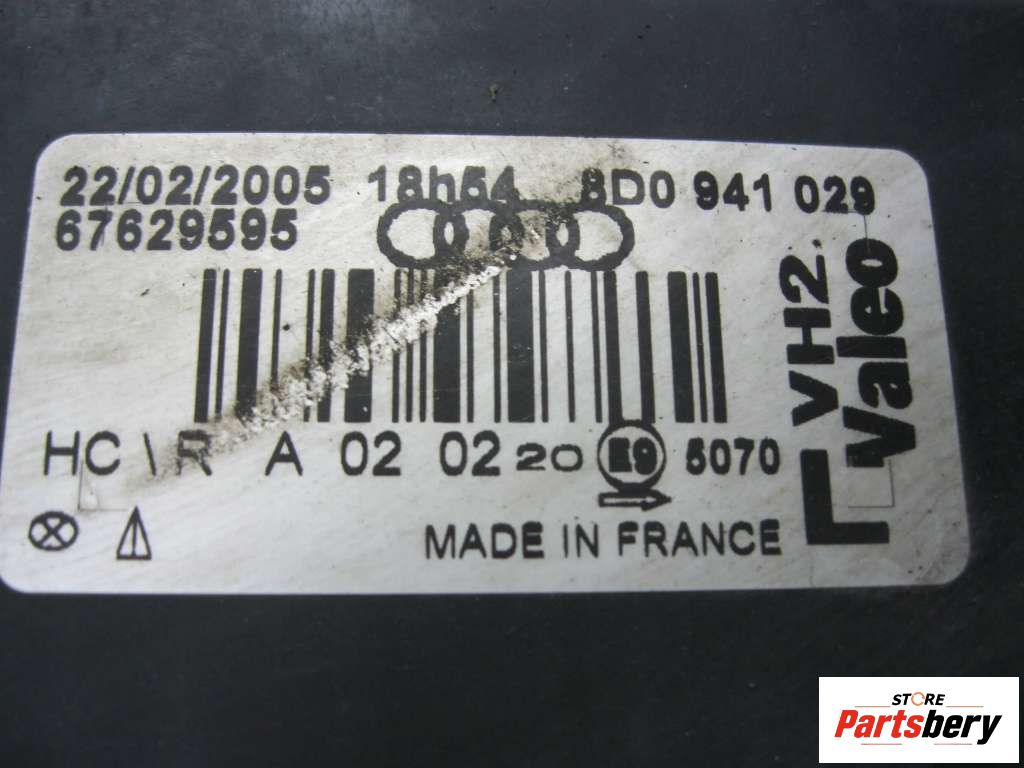 22/02/2005 18h54 8D0 941 029
67629595
VH2.
Valeo
L
HC \ R A 02 02 20 E9 5070
MADE IN FRANCE
STORE
Partsbery